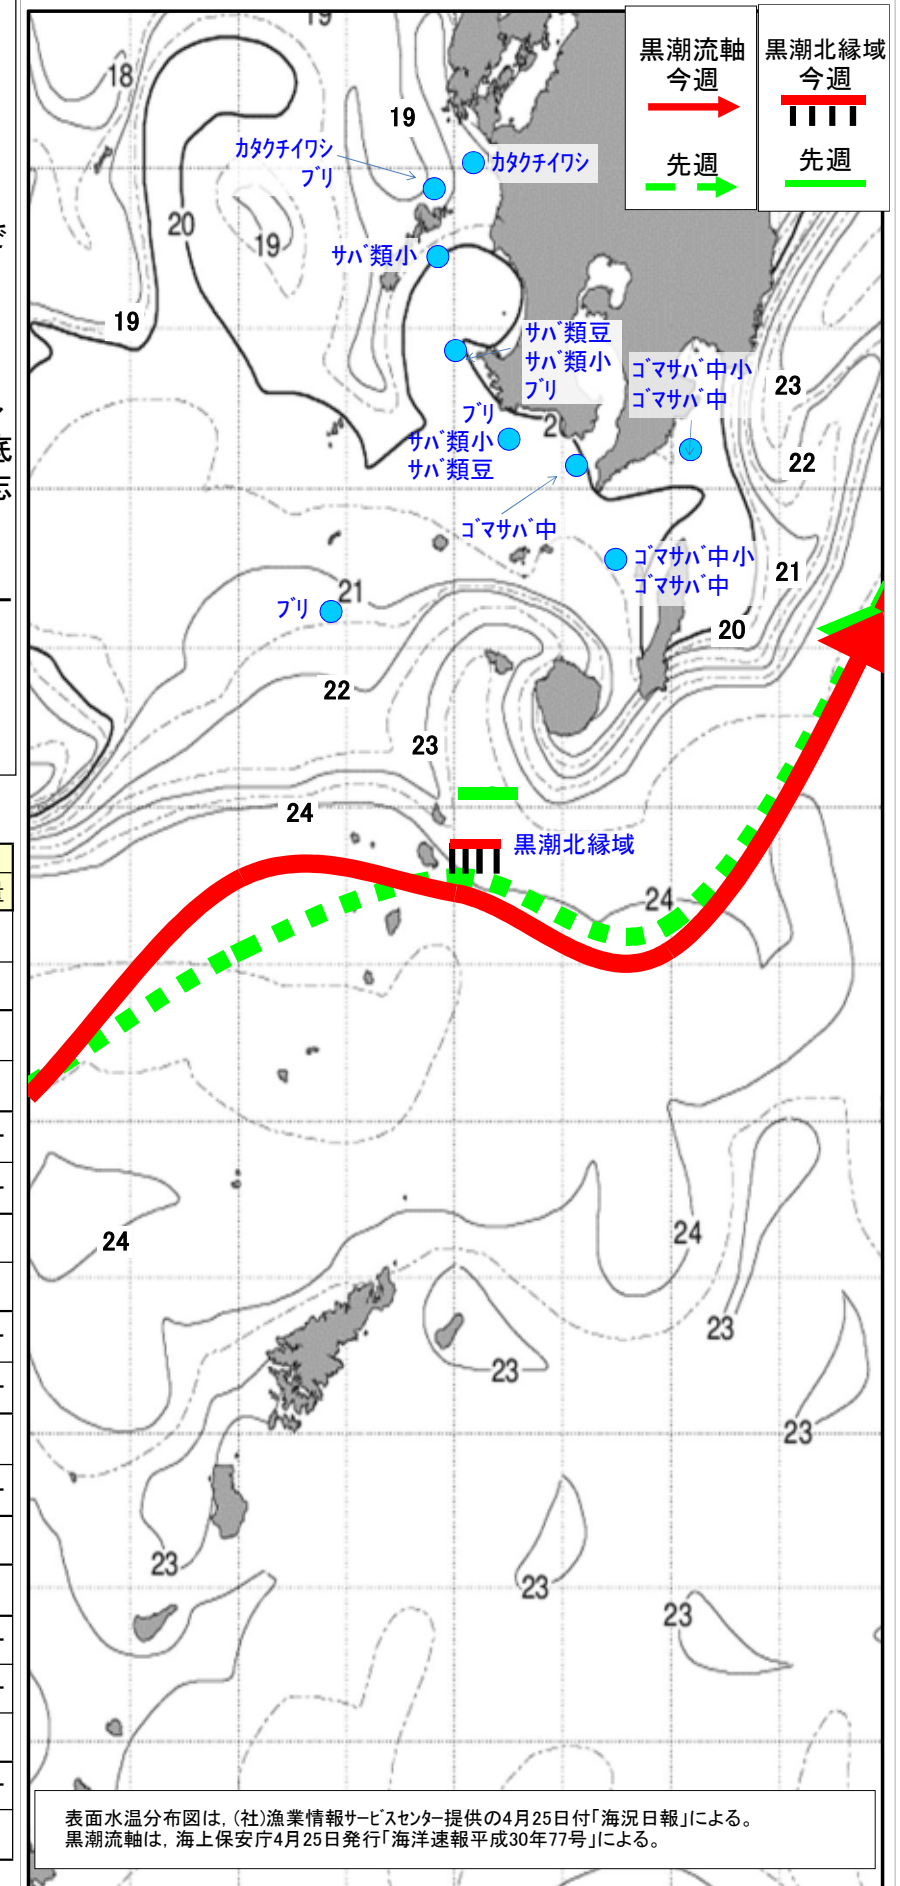 黒潮流軸
今週
先週
黒潮北縁域
今週
先週
19
18
19
ｶﾀｸﾁｲﾜｼ
ﾌﾞﾘ
ｶﾀｸﾁｲﾜｼ
20
19
ｻﾊﾞ類小
19
ｻﾊﾞ類豆
ｻﾊﾞ類小
ﾌﾞﾘ
ｺﾞﾏｻﾊﾞ中小
ｺﾞﾏｻﾊﾞ中
23
ﾌﾞﾘ
ｻﾊﾞ類小
ｻﾊﾞ類豆
2
22
ｺﾞﾏｻﾊﾞ中
ｺﾞﾏｻﾊﾞ中小
ｺﾞﾏｻﾊﾞ中
21
21
ﾌﾞﾘ
20
22
23
24
黒潮北縁域
24
24
24
23
23
23
23
23
23
表面水温分布図は，(社)漁業情報ｻｰﾋﾞｽｾﾝﾀｰ提供の4月25日付｢海況日報｣による。
黒潮流軸は，海上保安庁4月25日発行｢海洋速報平成30年77号｣による。